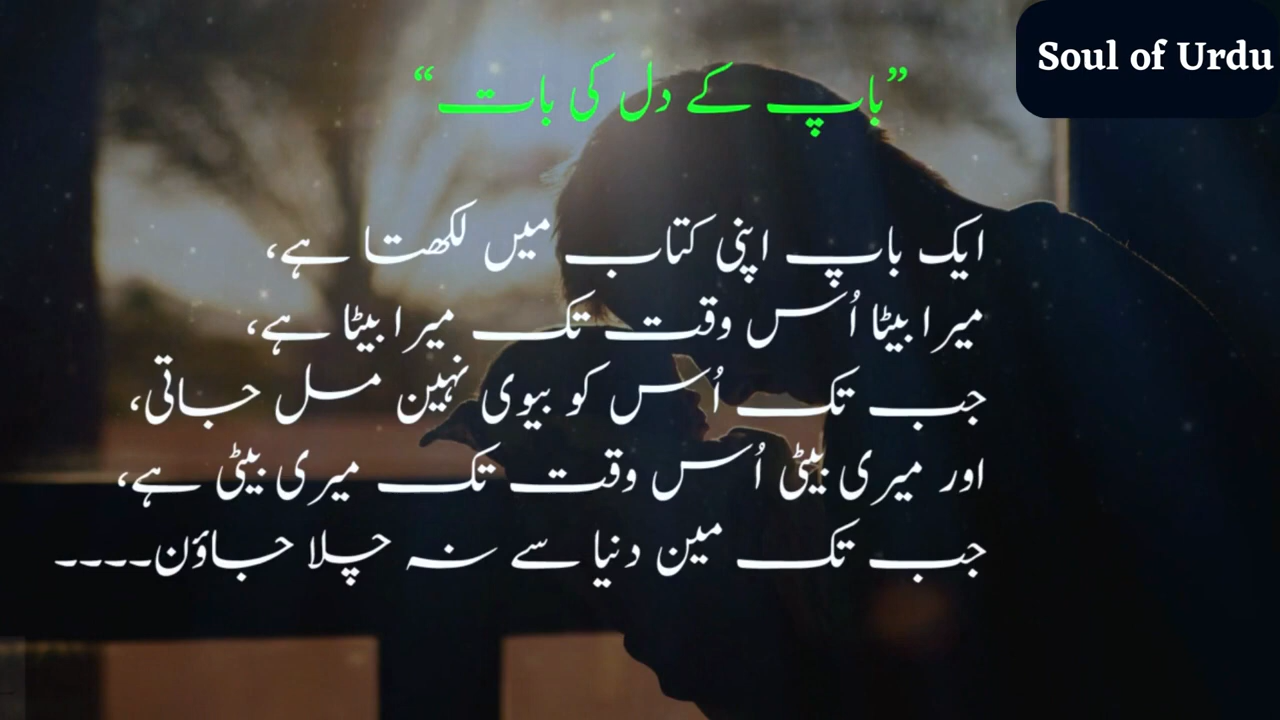 Soul of Urdu
”باپ کے دل کی بات“
ایک باپ اپنی کتاب میں لکھتا ہے،
میرا بیٹا اُس وقت تک میرا بیٹا ہے،
جب تک اُس کو بیوی نہین مل جاتی،
اور میری بیٹی اُس وقت تک میری بیٹی ہے،
جب تک مین دنیا سے نہ چلا جاؤن۔۔۔۔